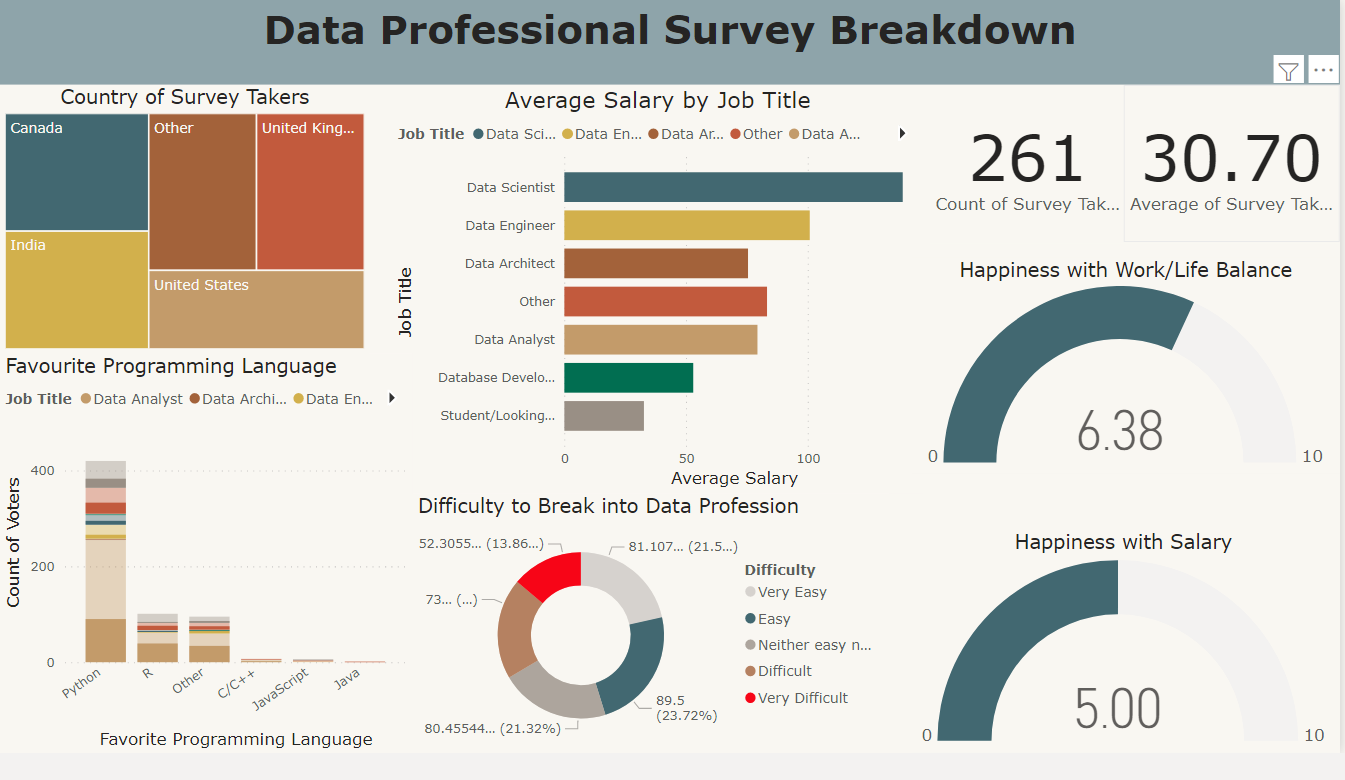 Data Professional Survey Breakdown
Country of Survey Takers
Canada
Other
United King...
India
United States
Average Salary by Job Title
Job Title
Data Sci...
Data En...
Data Ar...
Other
Data A...
Job Title
Data Scientist
Data Engineer
Data Architect
Other
Data Analyst
Database Develo...
Student/Looking...
0
50
100
Average Salary
261
Count of Survey Tak...
30.70
Average of Survey Tak...
Happiness with Work/Life Balance
6.38
0
10
Favourite Programming Language
Job Title
Data Analyst
Data Archi...
Data En...
Count of Voters
400
200
0
Python
R
Other
C/C++
JavaScript
Java
Favorite Programming Language
Difficulty to Break into Data Profession
52.3055... (13.86...)
81.107... (21.5...)
73... (...)
89.5
(23.72%)
80.45544... (21.32%)
Difficulty
Very Easy
Easy
Neither easy n...
Difficult
Very Difficult
Happiness with Salary
5.00
0
10